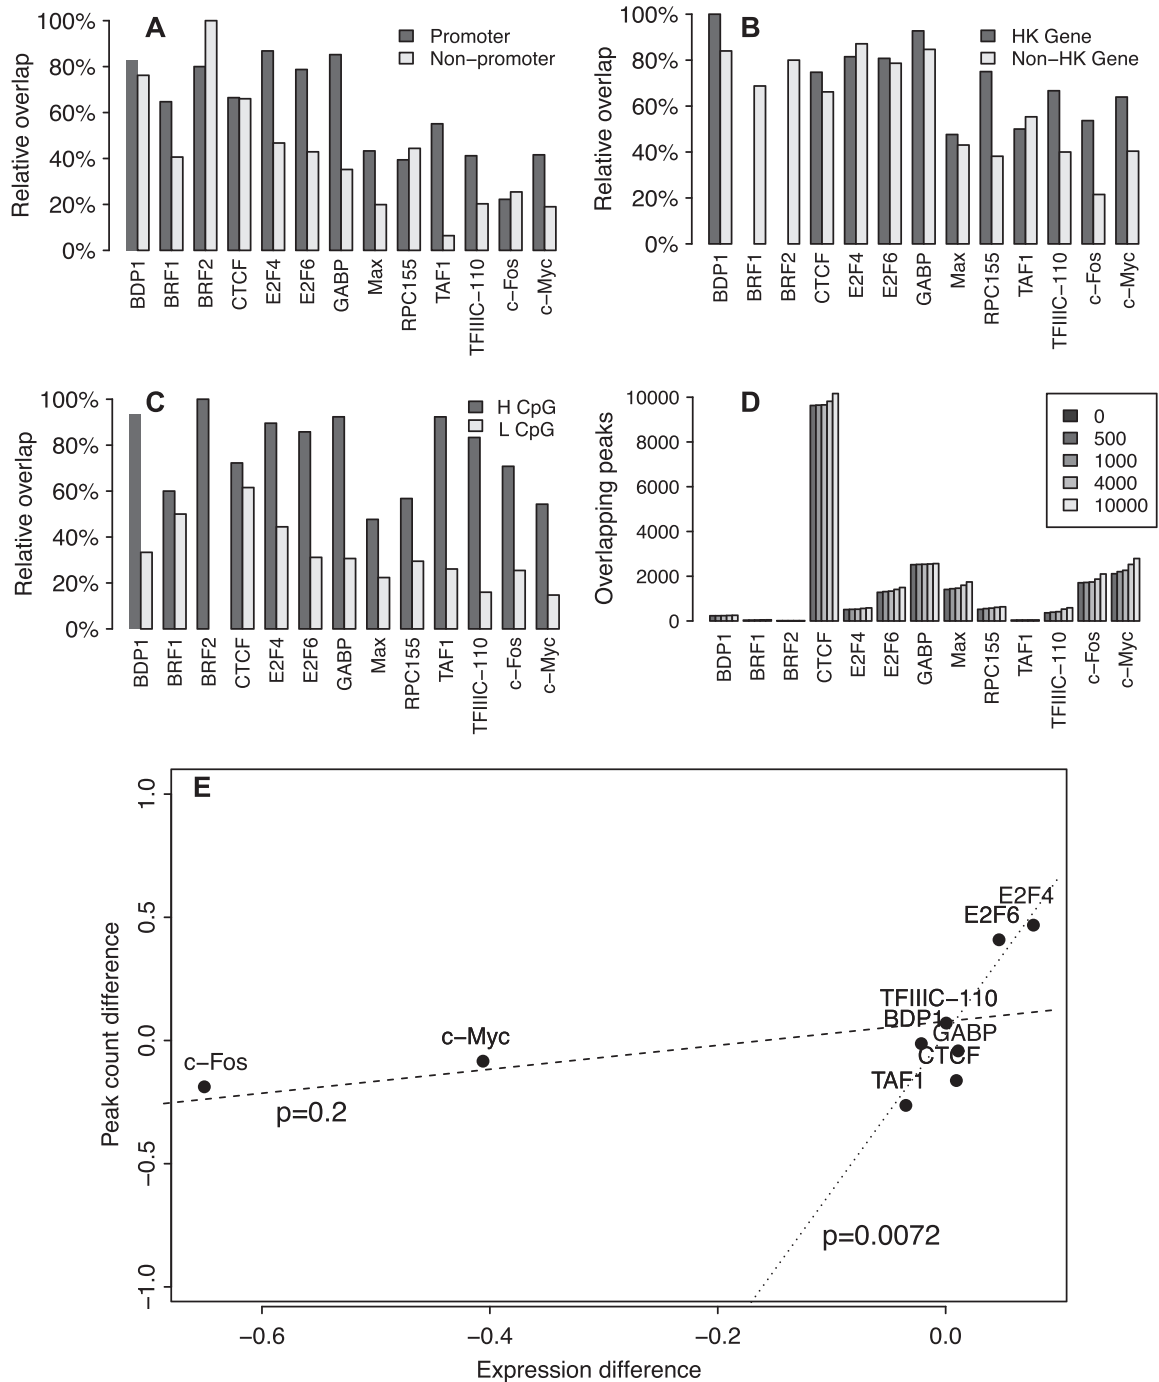 A
Promoter
Non−promoter
Relative overlap
100%
80%
60%
40%
20%
0%
BDP1
BRF1
BRF2
CTCF
E2F4
E2F6
GABP
Max
RPC155
TAF1
TFIIIC−110
c−Fos
c−Myc
B
HK Gene
Non−HK Gene
Relative overlap
100%
80%
60%
40%
20%
0%
BDP1
BRF1
BRF2
CTCF
E2F4
E2F6
GABP
Max
RPC155
TAF1
TFIIIC−110
c−Fos
c−Myc
C
H CpG
L CpG
Relative overlap
100%
80%
60%
40%
20%
0%
BDP1
BRF1
BRF2
CTCF
E2F4
E2F6
GABP
Max
RPC155
TAF1
TFIIIC−110
c−Fos
c−Myc
D
0
500
1000
4000
10000
Overlapping peaks
10000
8000
6000
4000
2000
0
BDP1
BRF1
BRF2
CTCF
E2F4
E2F6
GABP
Max
RPC155
TAF1
TFIIIC−110
c−Fos
c−Myc
E
Peak count difference
1.0
0.5
0.0
−0.5
−1.0
E2F4
E2F6
TFIIIC−110
BDP1
GABP
c−Myc
CTCF
c−Fos
TAF1
p=0.2
p=0.0072
−0.6
−0.4
−0.2
0.0
Expression difference